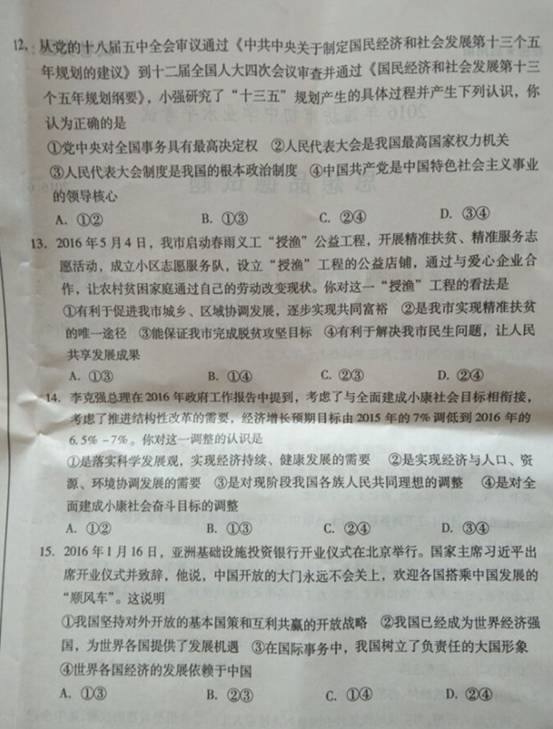 12、从党的十八届五中全会审议通过《中共中央关于制定国民经济和社会发展第十三个五
年规划的建议》到十二届全国人大四次会议审查并通过《国民经济和社会发展第十三
个五年规划纲要》，小强研究了“十三五”规划产生的具体过程并产生下列认识，你
认为正确的是
①党中央对全国事务具有最高决定权 ②人民代表大会是我国最高国家权力机关
③人民代表大会制度是我国的根本政治制度 ④中国共产党是中国特色社会主义事业
的领导核心
A. ①② B. ①③ C. ②④ D. ③④
13. 2016年5月4日，我市启动春雨义工“授渔”公益工程，开展精准扶贫、精准服务志
愿活动，成立小区志愿服务队，设立“授渔”工程的公益店铺，通过与爱心企业合
作，让农村贫困家庭通过自己的劳动改变现状。你对这一“授渔”工程的看法是
①有利于促进我市城乡、区域协调发展，逐步实现共同富裕 ②是我市实现精准扶贫
的唯一途径 ③能保证我市完成脱贫攻坚目标 ④有利于解决我市民生问题，让人民
共享发展成果
A. ①③ B. ①④ C. ②③ D. ②④
14. 李克强总理在2016年政府工作报告中提到，考虑了与全面建成小康社会目标相衔接，
考虑了推进结构性改革的需要，经济增长预期目标由2015年的7%调低到2016年的
6.5%-7%。你对这一调整的认识是
①是落实科学发展观，实现经济持续、健康发展的需要 ②是实现经济与人口、资
源、环境协调发展的需要 ③是对现阶段我国各族人民共同理想的调整 ④是对全
面建成小康社会奋斗目标的调整
A. ①② B. ①③ C. ②④ D. ③④
15. 2016年1月16日，亚洲基础设施投资银行开业仪式在北京举行。国家主席习近平出
席开业仪式并致辞，他说，中国开放的大门永远不会关上，欢迎各国搭乘中国发展的
“顺风车”。这说明
①我国坚持对外开放的基本国策和互利共赢的开放战略 ②我国已经成为世界经济强
国，为世界各国提供了发展机遇 ③在国际事务中，我国树立了负责任的大国形象
④世界各国经济的发展依赖于中国
A. ①③ B. ②③ C. ①④ D. ②④